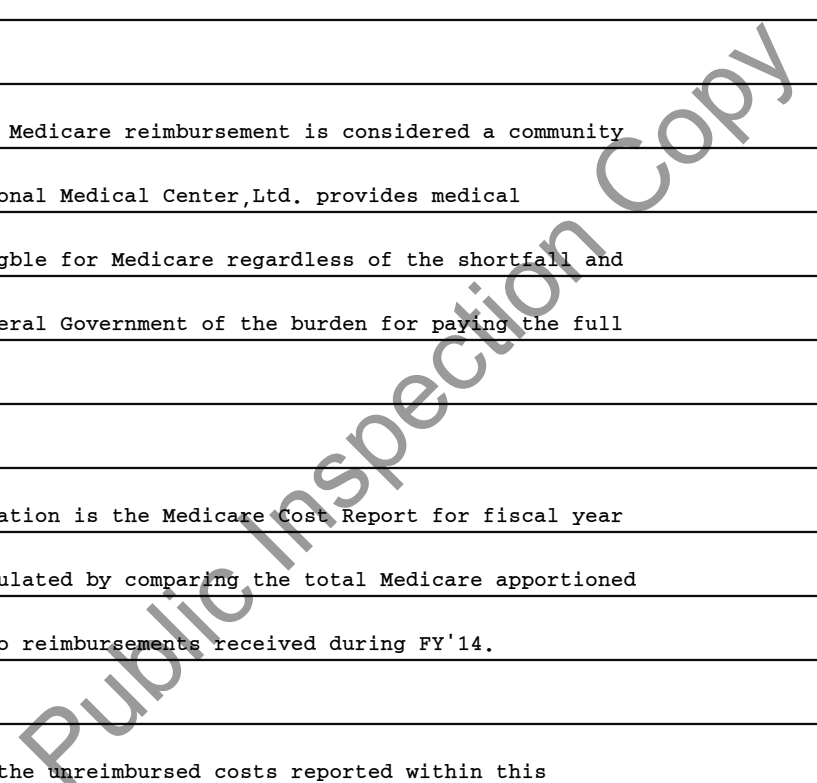 Medicare reimbursement is considered a community
onal Medical Center,Ltd. provides medical
gble for Medicare regardless of the shortfall and
eral Government of the burden for paying the full
ation is the Medicare Cost Report for fiscal year
ulated by comparing the total Medicare apportioned
o reimbursements received during FY'14.
the unreimbursed costs reported within this
Public Inspection Copy